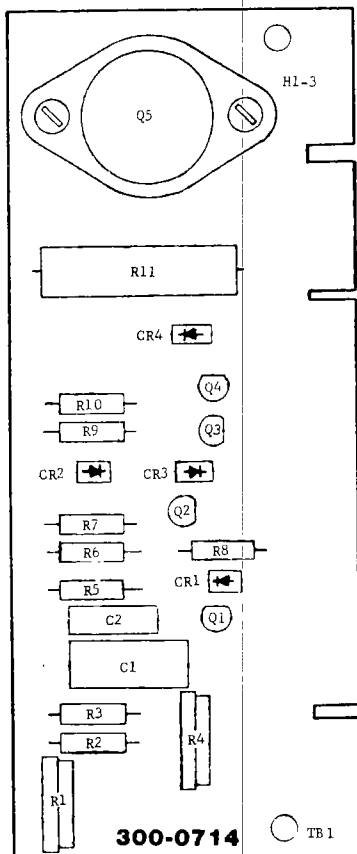 H1-3
Q5
R11
CR4
Q4
R10
Q3
R9
CR2 CR3
Q2
R7
R6 R8
CR1
R5
C2 Q1
C1
R3
R4
R2
R1
300-0714 TB1